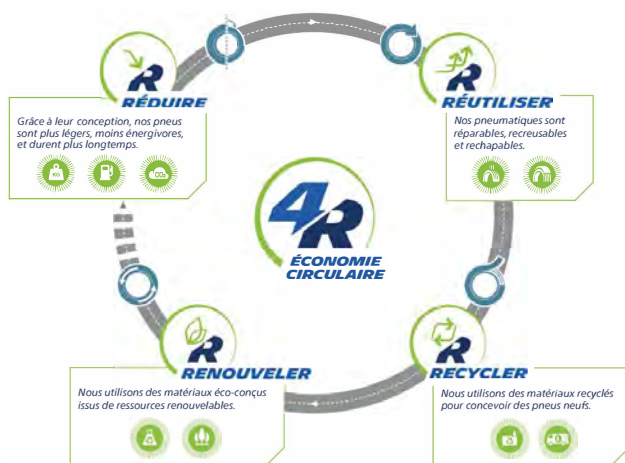 R
RÉDUIRE
Grâce à leur conception, nos pneus
sont plus légers, moins énergivores,
et durent plus longtemps.
KG
CO₂
R
RÉUTILISER
Nos pneumatiques sont
réparables, recreusables
et rechapables.
4R
ÉCONOMIE
CIRCULAIRE
R
RENOUVELER
Nous utilisons des matériaux éco-conçus
issus de ressources renouvelables.
R
RECYCLER
Nous utilisons des matériaux recyclés
pour concevoir des pneus neufs.